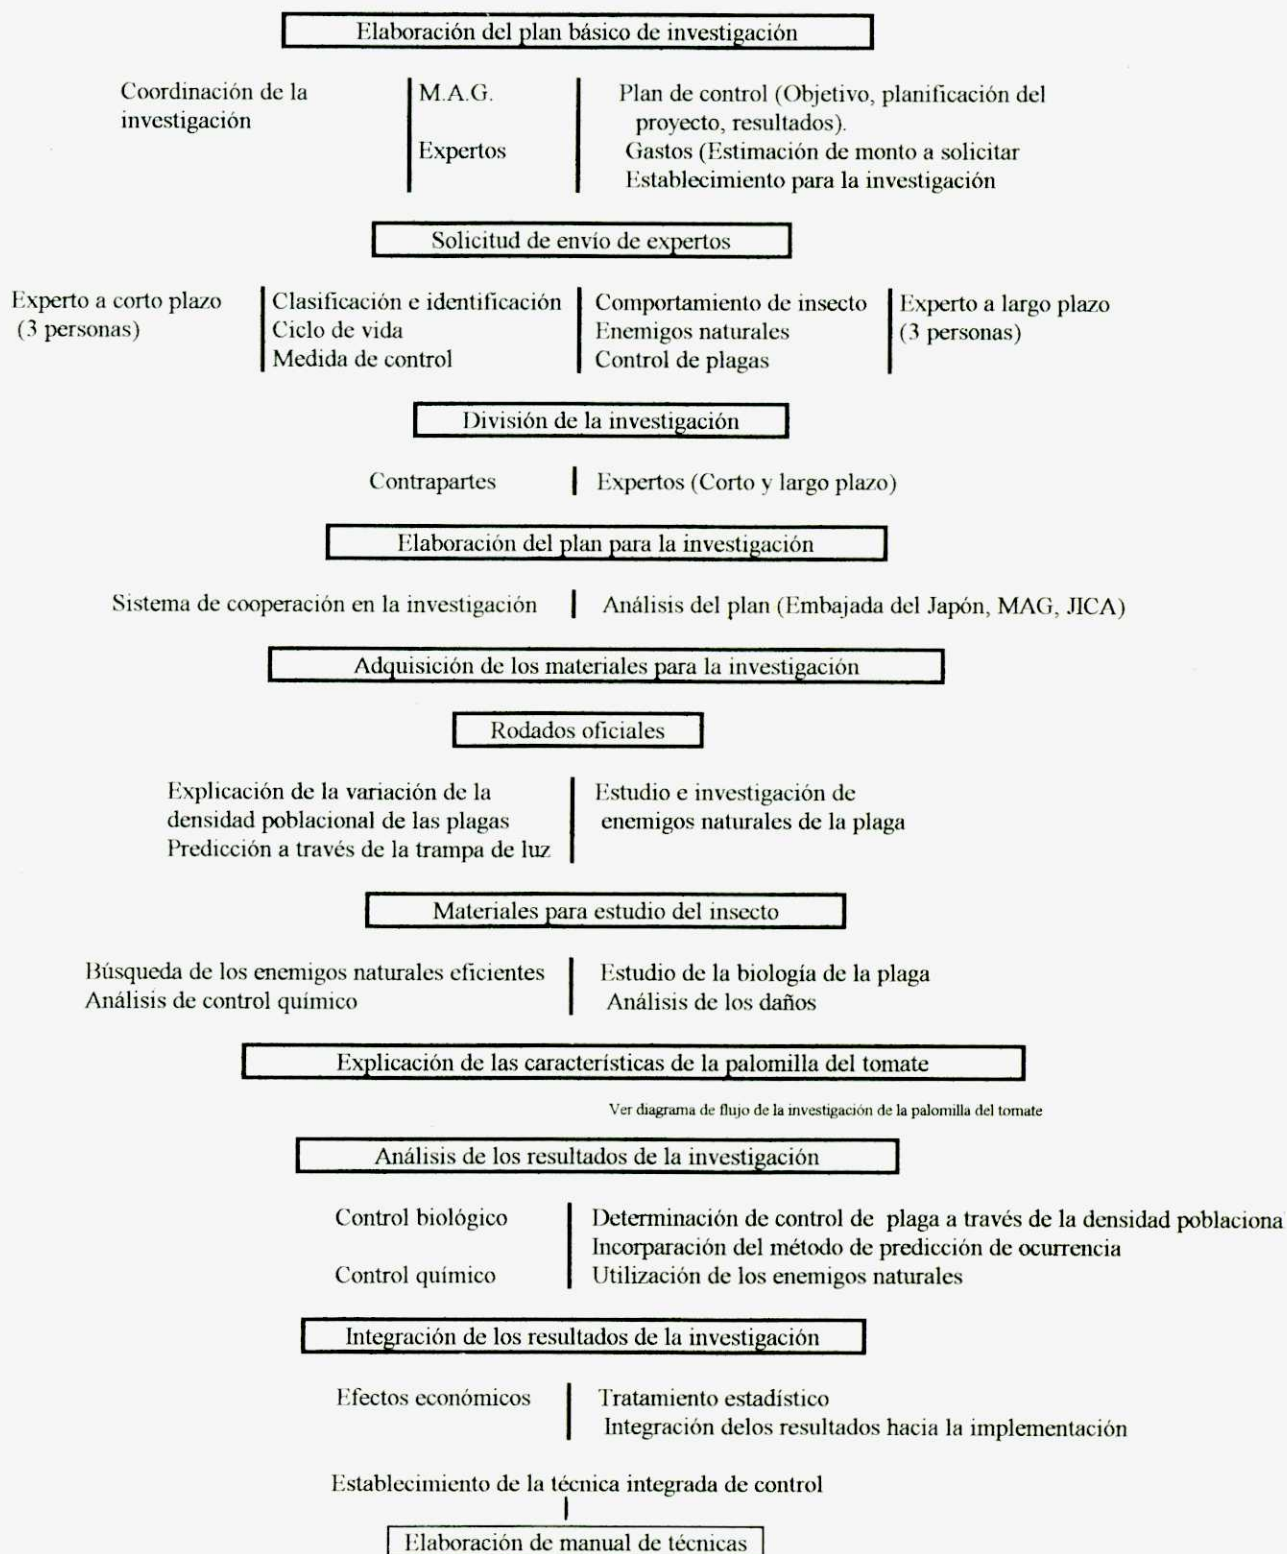 Elaboración del plan básico de investigación
Coordinación de la
investigación
M.A.G.
Expertos
Plan de control (Objetivo, planificación del
proyecto, resultados).
Gastos (Estimación de monto a solicitar
Establecimiento para la investigación
Solicitud de envío de expertos
Experto a corto plazo
(3 personas)
Clasificación e identificación
Ciclo de vida
Medida de control
Comportamiento de insecto
Enemigos naturales
Control de plagas
Experto a largo plazo
(3 personas)
División de la investigación
Contrapartes
Expertos (Corto y largo plazo)
Elaboración del plan para la investigación
Sistema de cooperación en la investigación
Análisis del plan (Embajada del Japón, MAG, JICA)
Adquisición de los materiales para la investigación
Rodados oficiales
Explicación de la variación de la
densidad poblacional de las plagas
Predicción a través de la trampa de luz
Estudio e investigación de
enemigos naturales de la plaga
Materiales para estudio del insecto
Búsqueda de los enemigos naturales eficientes
Análisis de control químico
Estudio de la biología de la plaga
Análisis de los daños
Explicación de las características de la palomilla del tomate
Ver diagrama de flujo de la investigación de la palomilla del tomate
Análisis de los resultados de la investigación
Control biológico
Control químico
Determinación de control de plaga a través de la densidad poblaciona
Incorparación del método de predicción de ocurrencia
Utilización de los enemigos naturales
Integración de los resultados de la investigación
Efectos económicos
Tratamiento estadístico
Integración delos resultados hacia la implementación
Establecimiento de la técnica integrada de control
Elaboración de manual de técnicas